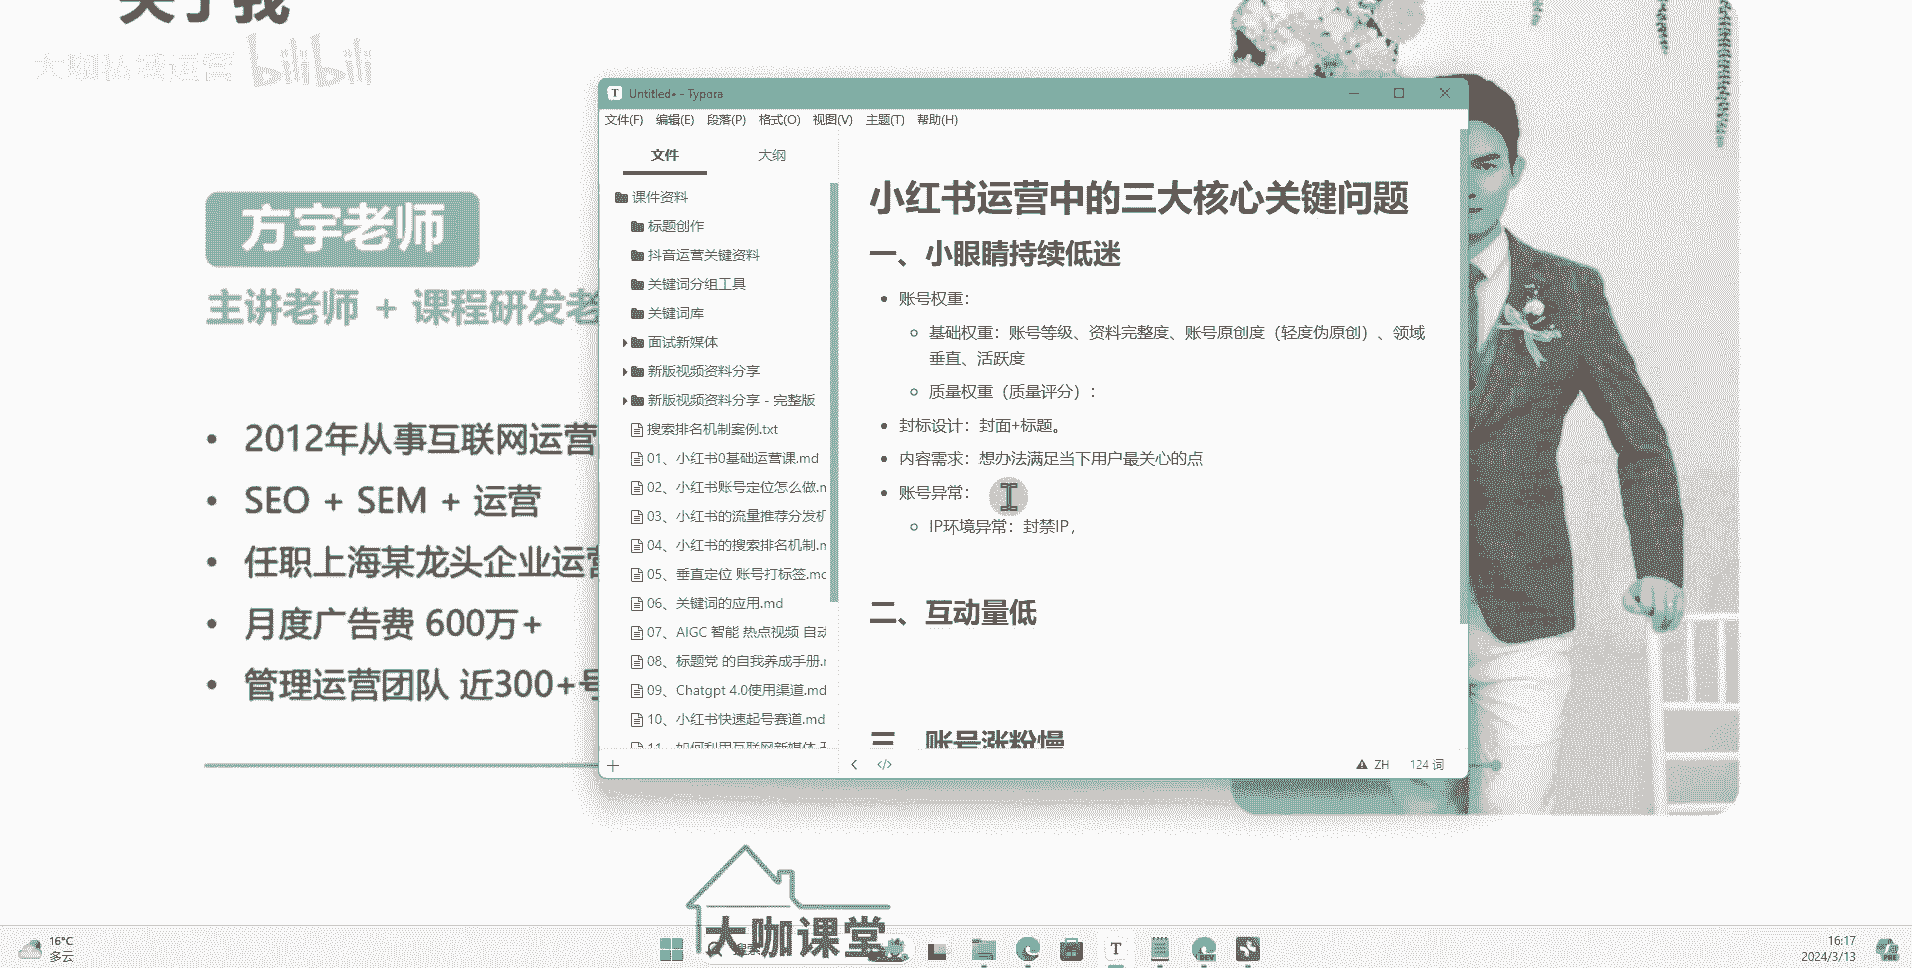 关于我
大咖私域运营 bilibili
方宇老师
主讲老师 + 课程研发老
2012年从事互联网运营
SEO + SEM + 运营
任职上海某龙头企业运营
月度广告费 600万+
管理运营团队 近300+号
Untitled• - Typora
文件(F) 编辑(E) 段落(P) 格式(O) 视图(V) 主题(T) 帮助(H)
文件 大纲
课件资料
标题创作
抖音运营关键资料
关键词分组工具
关键词库
面试新媒体
新版视频资料分享
新版视频资料分享 - 完整版
搜索排名机制案例.txt
01、小红书0基础运营课.md
02、小红书账号定位怎么做.m
03、小红书的流量推荐分发机
04、小红书的搜索排名机制.m
05、垂直定位 账号打标签.md
06、关键词的应用.md
07、AIGC 智能 热点视频 自动
08、标题党 的自我养成手册.m
09、Chatgpt 4.0使用渠道.md
10、小红书快速起号赛道.md
11、如何利用互联网新媒体
小红书运营中的三大核心关键问题
一、小眼睛持续低迷
账号权重：
基础权重：账号等级、资料完整度、账号原创度（轻度伪原创）、领域
垂直、活跃度
质量权重（质量评分）：
封标设计：封面+标题。
内容需求：想办法满足当下用户最关心的点
账号异常：
IP环境异常：封禁IP，
二、互动量低
三、账号涨粉慢
ZH 124 词
大咖课堂
16°C
多云
16:17
2024/3/13